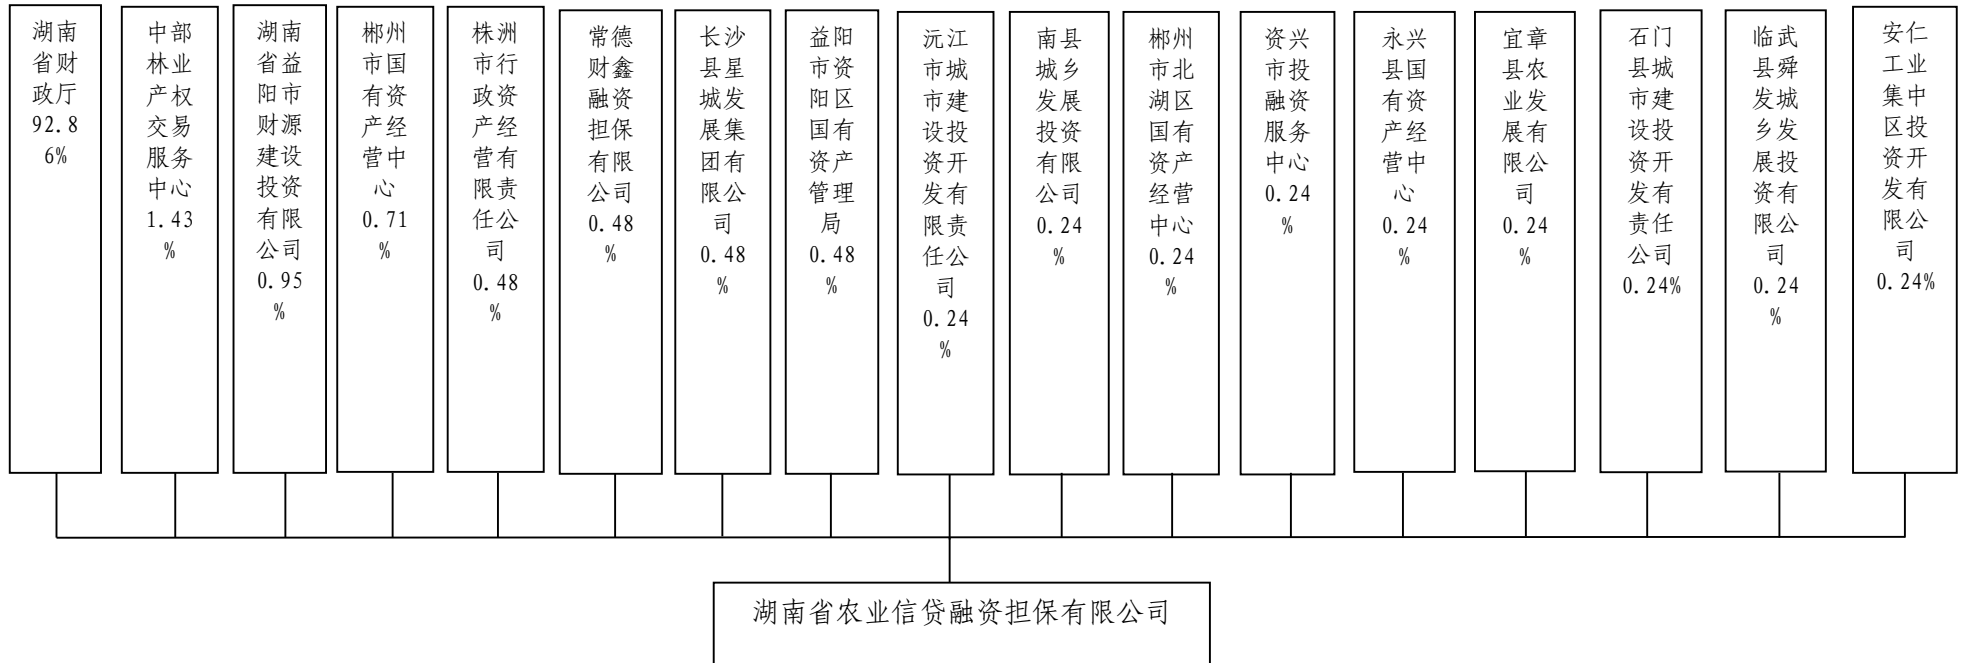 湖南
省财
政厅
92.8
6%
中部
林业
产权
交易
服务
中心
1.43
%
湖南
省益
阳市
财源
建设
投资
有限
公司
0.95
%
郴州
市国
有资
产经
营中
心
0.71
%
株洲
市行
政资
产经
营有
限责
任公
司
0.48
%
常德
财鑫
融资
担保
有限
公司
0.48
%
长沙
县星
城发
展集
团有
限公
司
0.48
%
益阳
市资
阳区
国有
资产
管理
局
0.48
%
沅江
市城
市建
设投
资开
发有
限责
任公
司
0.24
%
南县
城乡
发展
投资
有限
公司
0.24
%
郴州
市北
湖区
国有
资产
经营
中心
0.24
%
资兴
市投
融资
服务
中心
0.24
%
永兴
县国
有资
产经
营中
心
0.24
%
宜章
县农
业发
展有
限公
司
0.24
%
石门
县城
市建
设投
资开
发有
责任
公司
0.24%
临武
县舜
发城
乡发
展投
资有
限公
司
0.24
%
安仁
工业
集中
区投
资开
发有
限公
司
0.24%
湖南省农业信贷融资担保有限公司